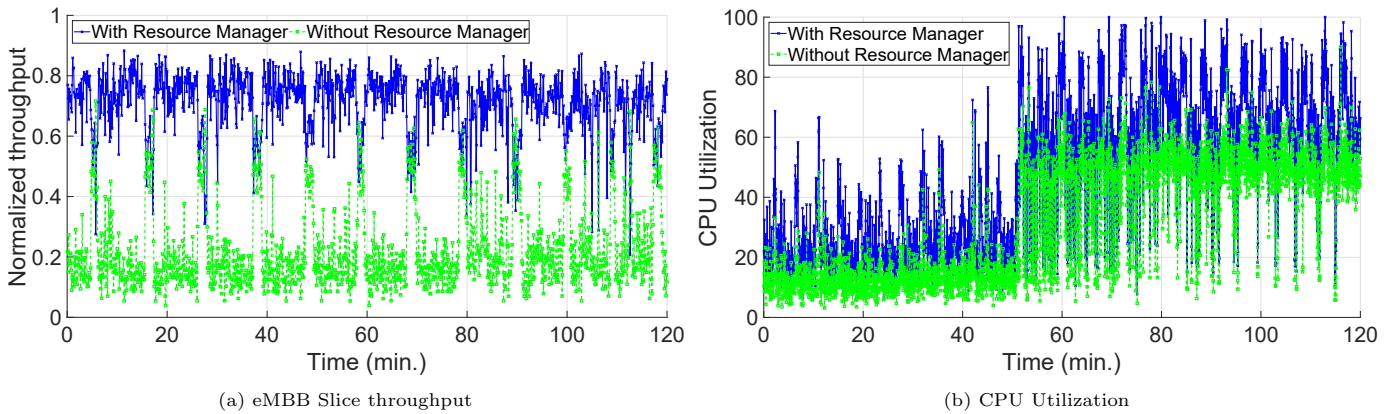 With Resource Manager Without Resource Manager
1
0.8
0.6
0.4
0.2
0
Normalized throughput
0 20 40 60 80 100 120
Time (min.)
(a) eMBB Slice throughput
With Resource Manager
Without Resource Manager
100
80
60
40
20
0
CPU Utilization
0 20 40 60 80 100 120
Time (min.)
(b) CPU Utilization